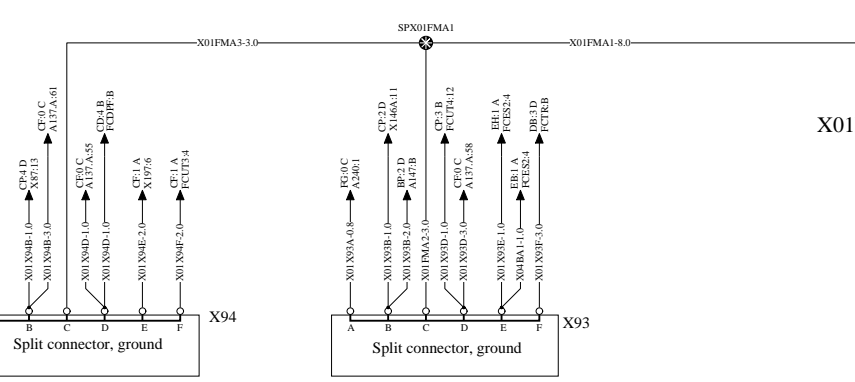 SPX01FMA1
X01FMA3-3.0
X01FMA1-8.0
X01
CP:4 D
X87:13
CF:0 C
A137.A:61
CF:0 C
A137.A:55
CD:4 B
FCDPF:B
CF:1 A
X197:6
CF:1 A
FCUT3:4
FG:0 C
A240:1
CP:2 D
X146A:11
BP:2 D
A147:B
CP:3 B
FCUT4:12
CF:0 C
A137.A:58
EH:1 A
FCES2:4
EB:1 A
FCES2:4
DB:3 D
FCTR:B
X01X94B-1.0
X01X94B-3.0
X01X94D-1.0
X01X94D-1.0
X01X94E-2.0
X01X94F-2.0
X01X93A-0.8
X01X93B-1.0
X01X93B-2.0
X01FMA2-3.0
X01X93D-1.0
X01X93D-3.0
X01X93E-1.0
X04BA1-1.0
X01X93F-3.0
B C D E F
X94
Split connector, ground
A B C D E F
X93
Split connector, ground